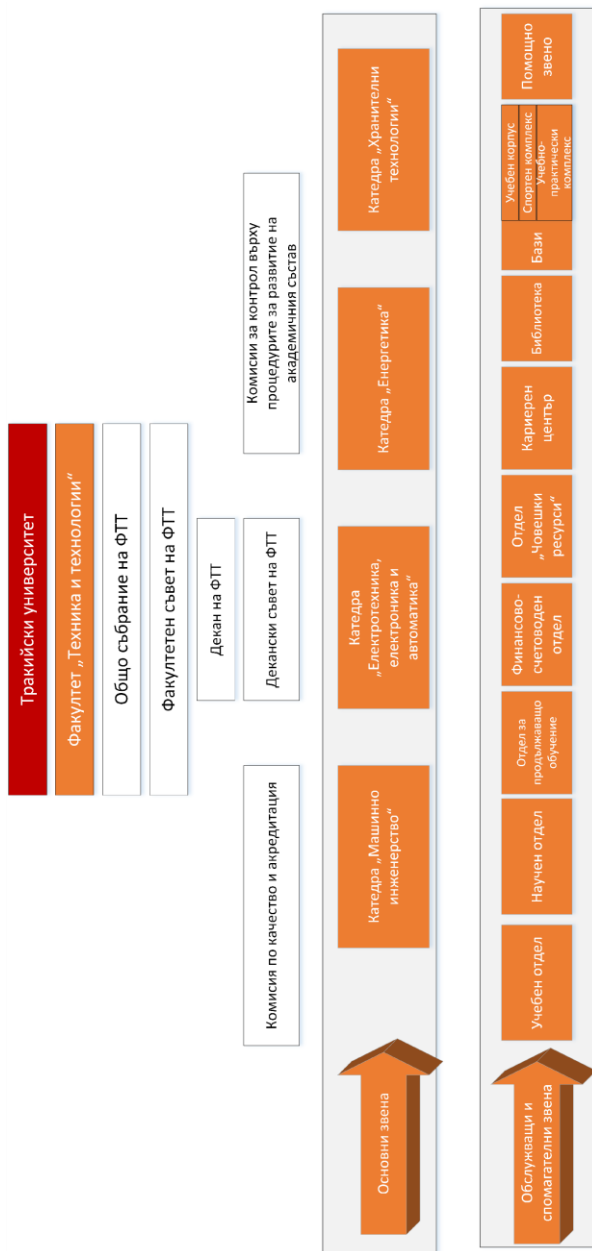 Тракийски университет
Факултет „Техника и технологии“
Общо събрание на ФТТ
Факултетен съвет на ФТТ
Декан на ФТТ
Комисия по качество и акредитация
Декански съвет на ФТТ
Комисии за контрол върху
процедурите за развитие на
академичния състав
Основни звена
Катедра „Машинно
инженерство“
Катедра
„Електротехника,
електроника и
автоматика“
Катедра „Енергетика“
Катедра „Хранителни
технологии“
Обслужващи и
спомагателни звена
Учебен отдел
Научен отдел
Отдел за
продължаващо
обучение
Финансово-
счетоводен
отдел
Отдел
„Човешки
ресурси“
Кариерен
център
Библиотека
Бази
Учебен корпус
Спортен комплекс
Учебно-
практически
комплекс
Помощно
звено